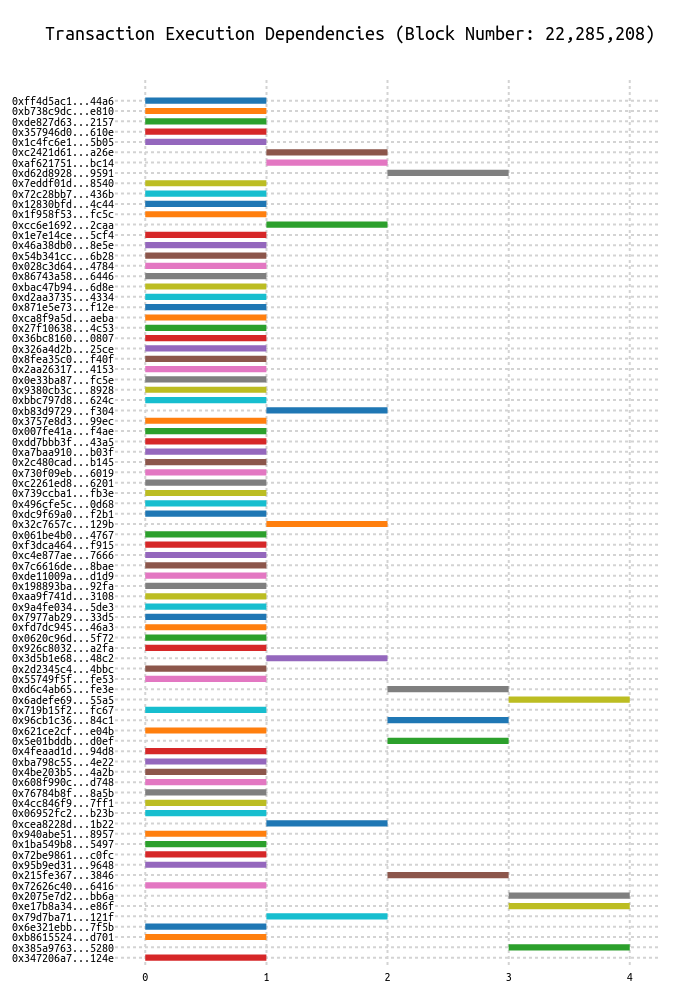 Transaction Execution Dependencies (Block Number: 22,285,208)
0xff4d5ac1...44a6
0xb738c9dc...e810
0xde827d63...2157
0x357946d0...610e
0x1c4fc6e1...5b05
0xc2421d61...a26e
0xaf621751...bc14
0xd62d8928...9591
0x7eddf01d...8540
0x72c28bb7...436b
0x12830bfd...4c44
0x1f958f53...fc5c
0xcc6e1692...2caa
0x1e7e14ce...5cf4
0x46a38db0...8e5e
0x54b341cc...6b28
0x028c3d64...4784
0x86743a58...6446
0xbac47b94...6d8e
0xd2aa3735...4334
0x871e5e73...f12e
0xca8f9a5d...aeba
0x27f10638...4c53
0x36bc8160...0807
0x326a4d2b...25ce
0x8fea35c0...f40f
0x2aa26317...4153
0x0e33ba87...fc5e
0x9380cb3c...8928
0xbbc797d8...624c
0xb83d9729...f304
0x3757e8d3...99ec
0x007fe41a...f4ae
0xdd7bbb3f...43a5
0xa7baa910...b03f
0x2c480cad...b145
0x730f09eb...6019
0xc2261ed8...6201
0x739ccba1...fb3e
0x496cfe5c...0d68
0xdc9f69a0...f2b1
0x32c7657c...129b
0x061be4b0...4767
0xf3dca464...f915
0xc4e877ae...7666
0x7c6616de...8bae
0xde11009a...d1d9
0x198893ba...92fa
0xaa9f741d...3108
0x9a4fe034...5de3
0x7977ab29...33d5
0xfd7dc945...46a3
0x0620c96d...5f72
0x926c8032...a2fa
0x3d5b1e68...48c2
0x2d2345c4...4bbc
0x55749f5f...fe53
0xd6c4ab65...fe3e
0x6adefe69...55a5
0x719b15f2...fc67
0x96cb1c36...84c1
0x621ce2cf...e04b
0x5e01bddb...d0ef
0x4feaad1d...94d8
0xba798c55...4e22
0x4be203b5...4a2b
0x608f990c...d748
0x76784b8f...8a5b
0x4cc846f9...7ff1
0x06952fc2...b23b
0xcea8228d...1b22
0x940abe51...8957
0x1ba549b8...5497
0x72be9861...c0fc
0x95b9ed31...9648
0x215fe367...3846
0x72626c40...6416
0x2075e7d2...bb6a
0xe17b8a34...e86f
0x79d7ba71...121f
0x6e321ebb...7f5b
0xb8615524...d701
0x385a9763...5280
0x347206a7...124e
0 1 2 3 4